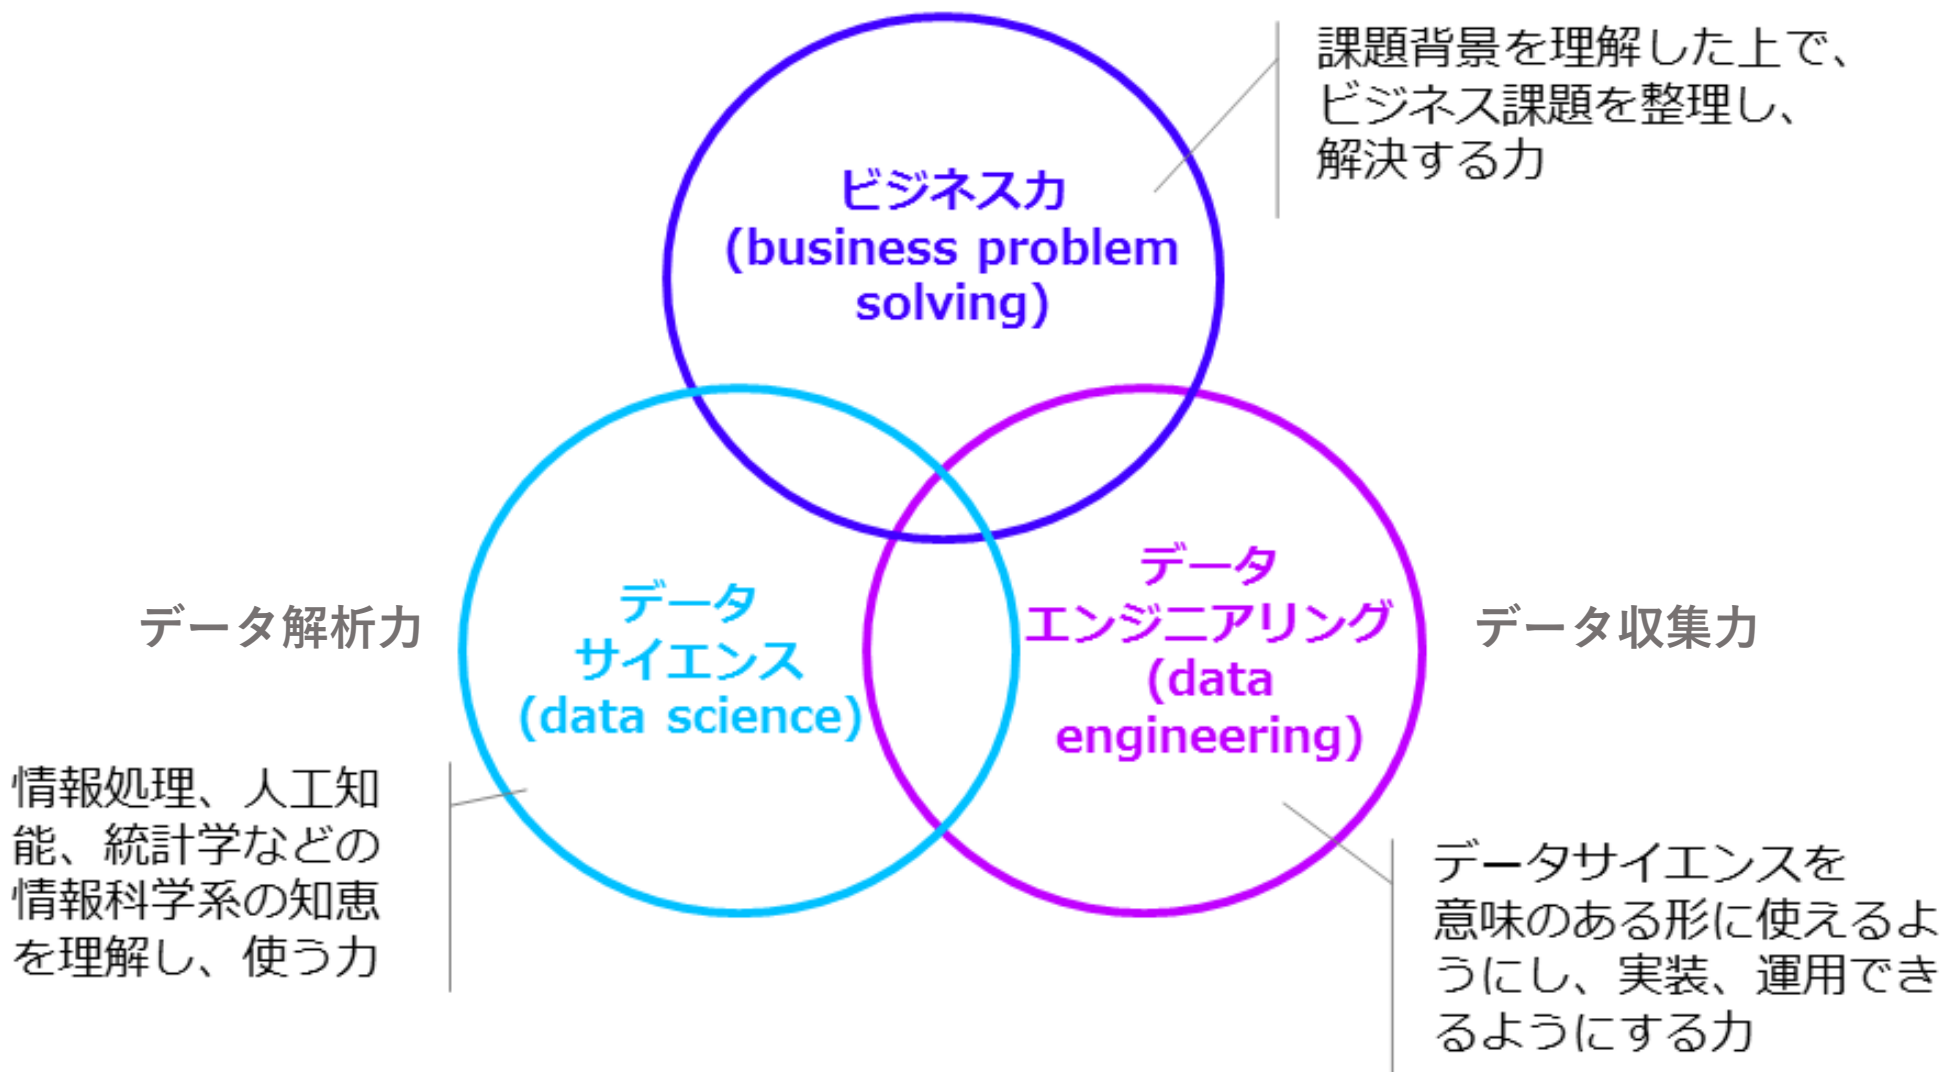 課題背景を理解した上で、
ビジネス課題を整理し、
解決する力
ビジネス力
(business problem
solving)
データ解析力
データ
サイエンス
(data science)
データ
エンジニアリング
(data
engineering)
データ収集力
情報処理、人工知
能、統計学などの
情報科学系の知恵
を理解し、使う力
データサイエンスを
意味のある形に使えるよ
うにし、実装、運用でき
るようにする力